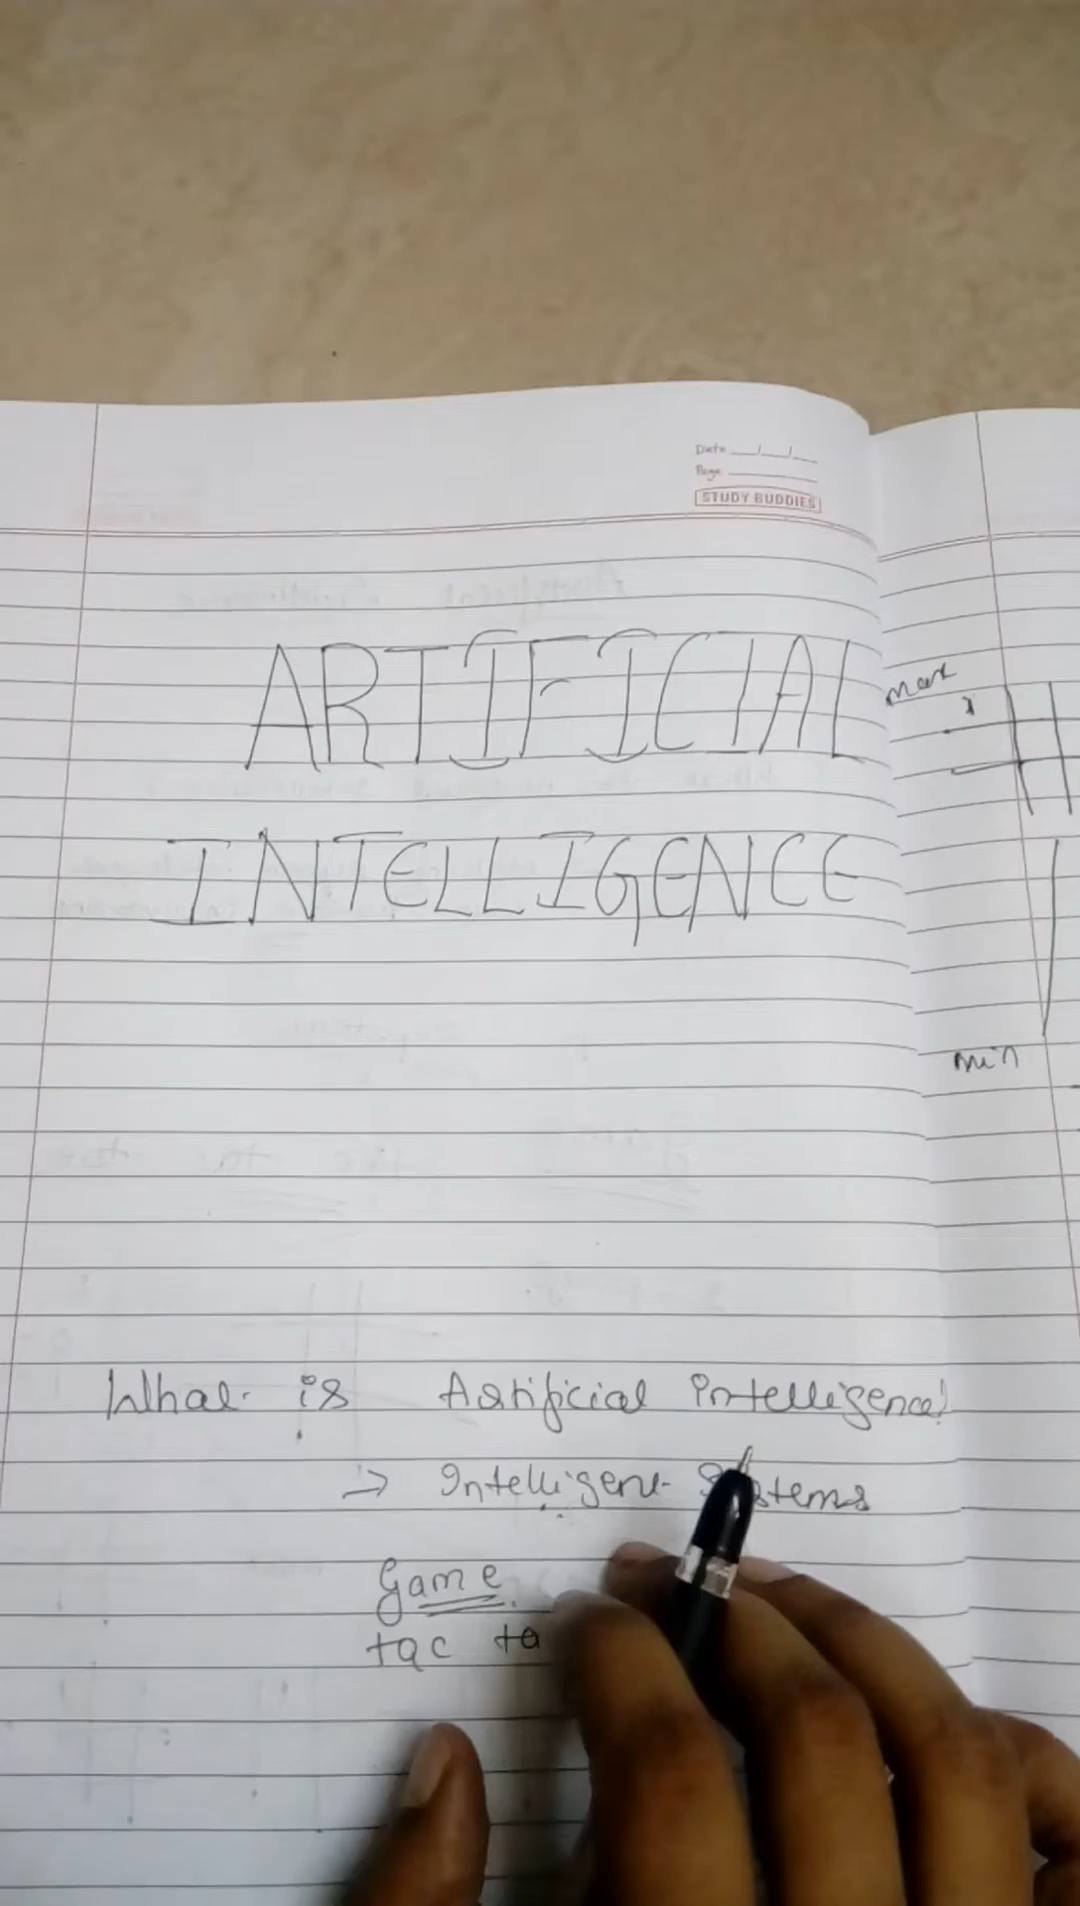 Date
Page
STUDY BUDDIES
ARTIFICIAL
INTELLIGENCE
What is Artificial intelligence?
⇒ Intelligent Systems
Game
tac ta
max
x
min